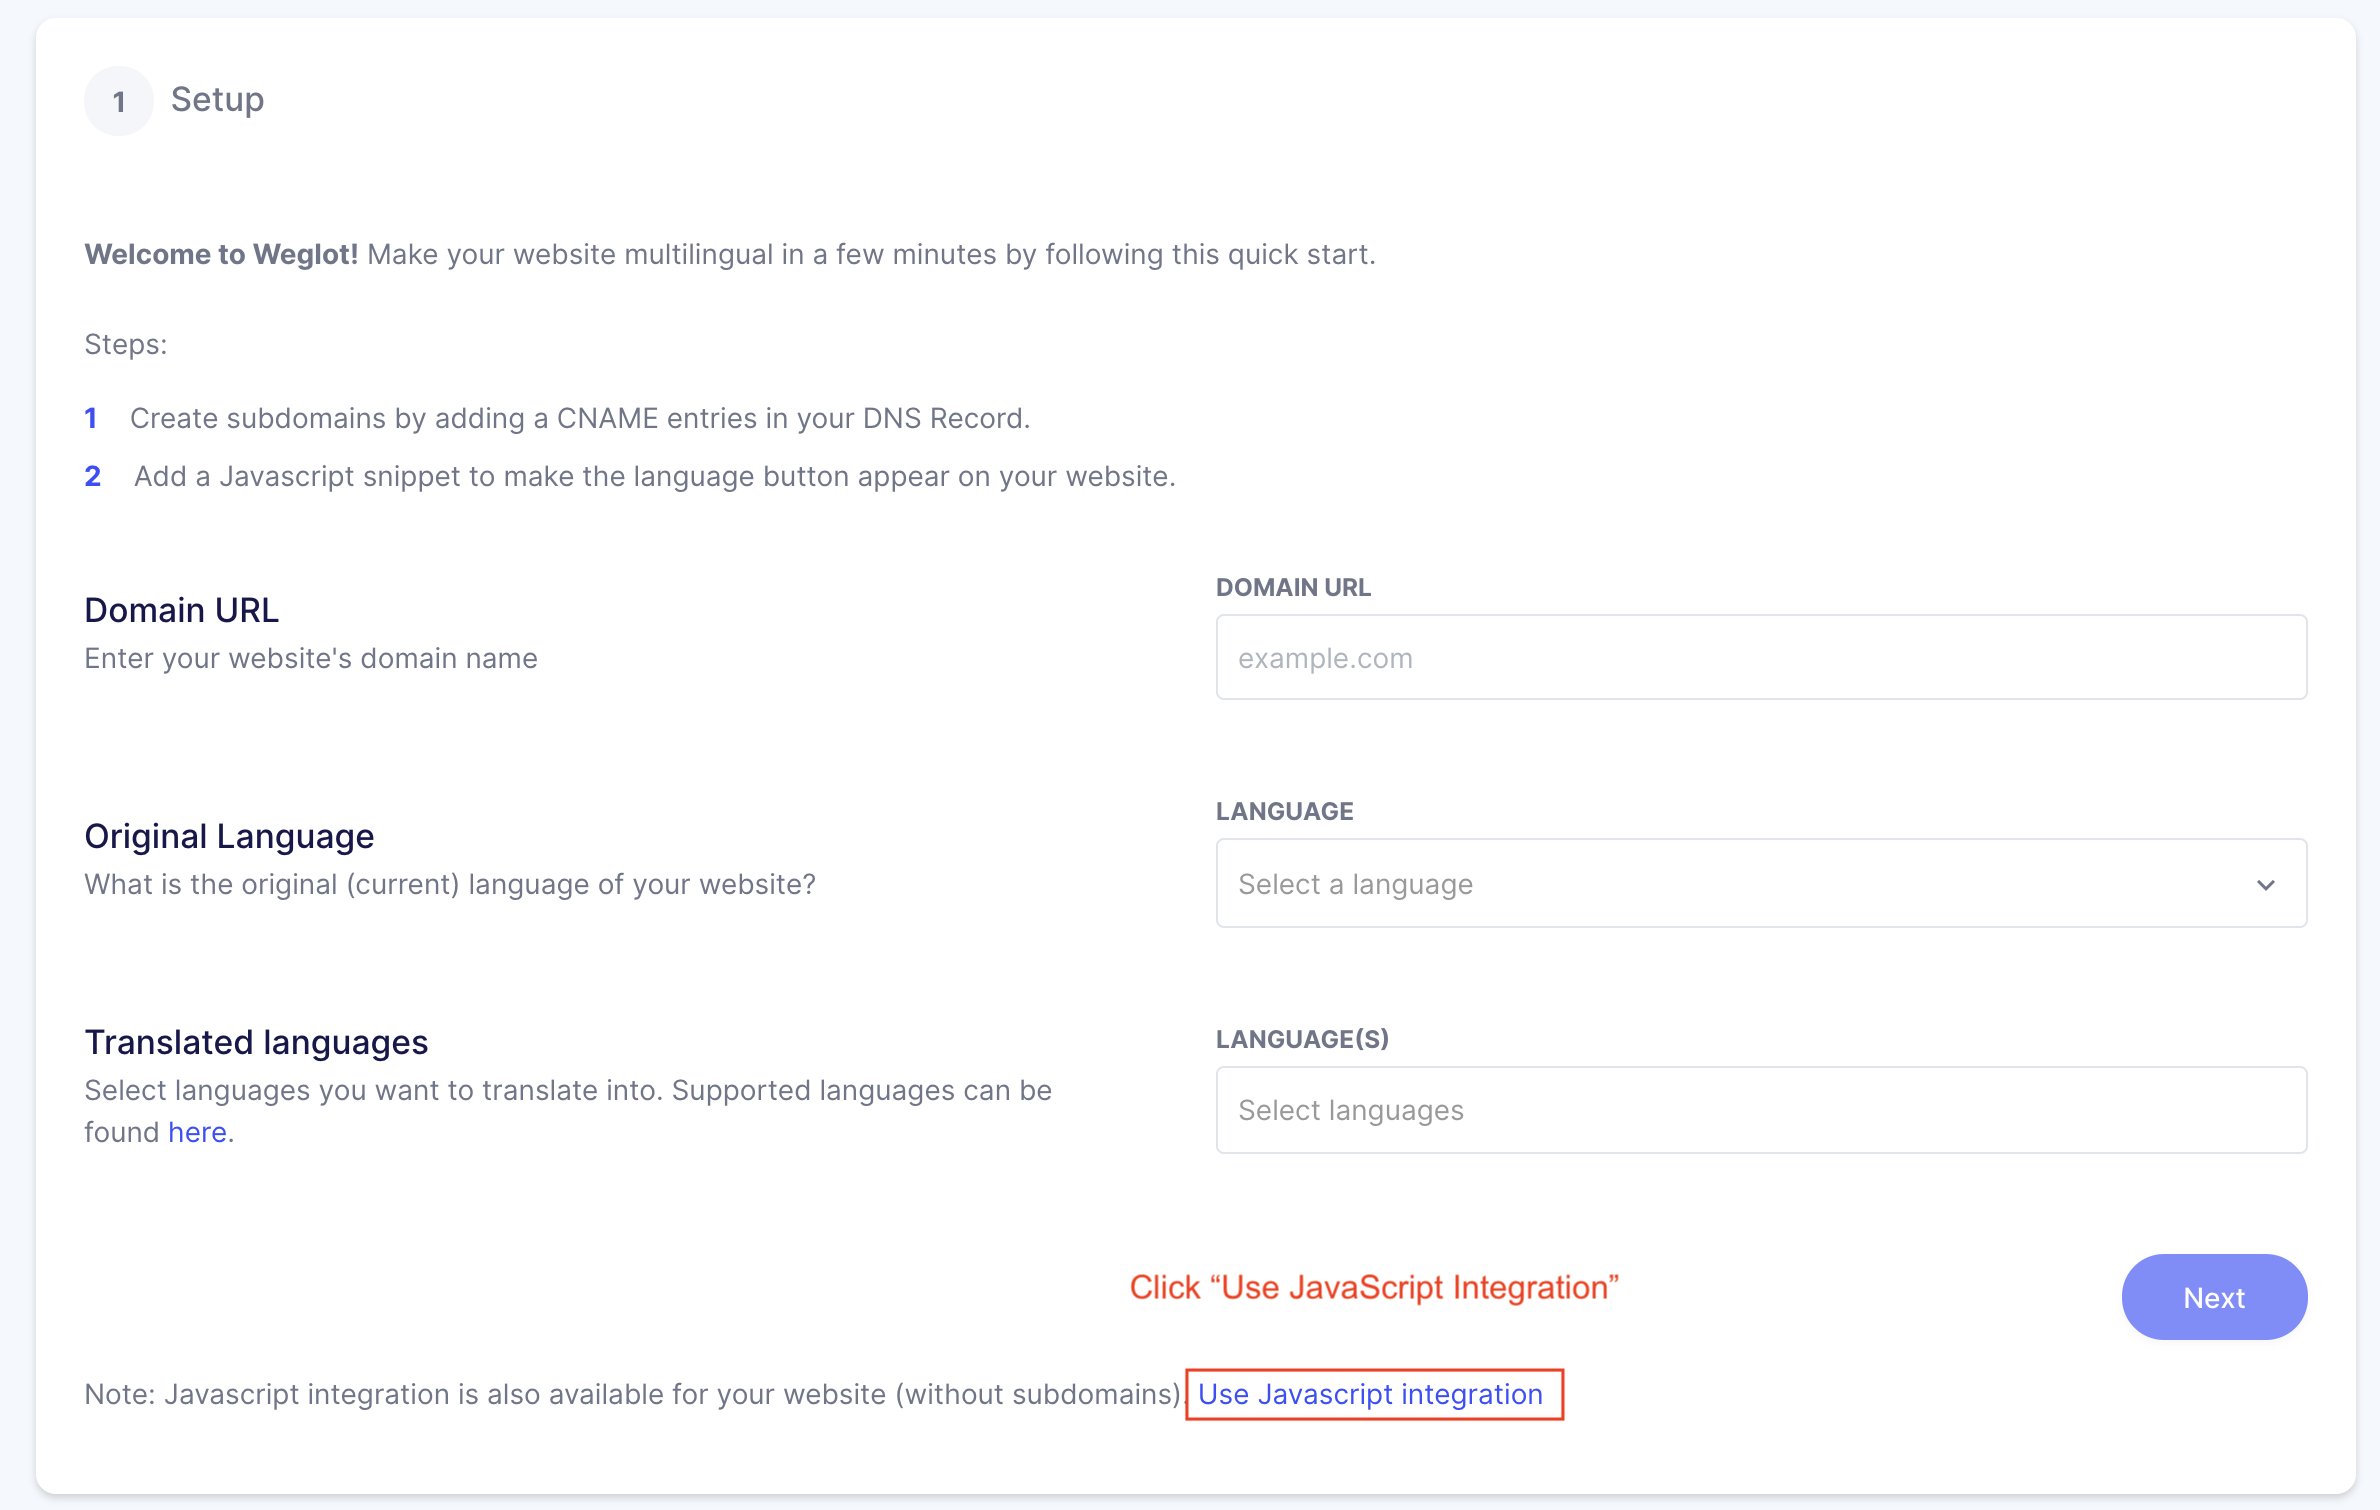 1 Setup
Welcome to Weglot! Make your website multilingual in a few minutes by following this quick start.
Steps:
1 Create subdomains by adding a CNAME entries in your DNS Record.
2 Add a Javascript snippet to make the language button appear on your website.
Domain URL
Enter your website's domain name
DOMAIN URL
example.com
Original Language
What is the original (current) language of your website?
LANGUAGE
Select a language
Translated languages
Select languages you want to translate into. Supported languages can be
found here.
LANGUAGE(S)
Select languages
Click “Use JavaScript Integration”
Next
Note: Javascript integration is also available for your website (without subdomains). Use Javascript integration